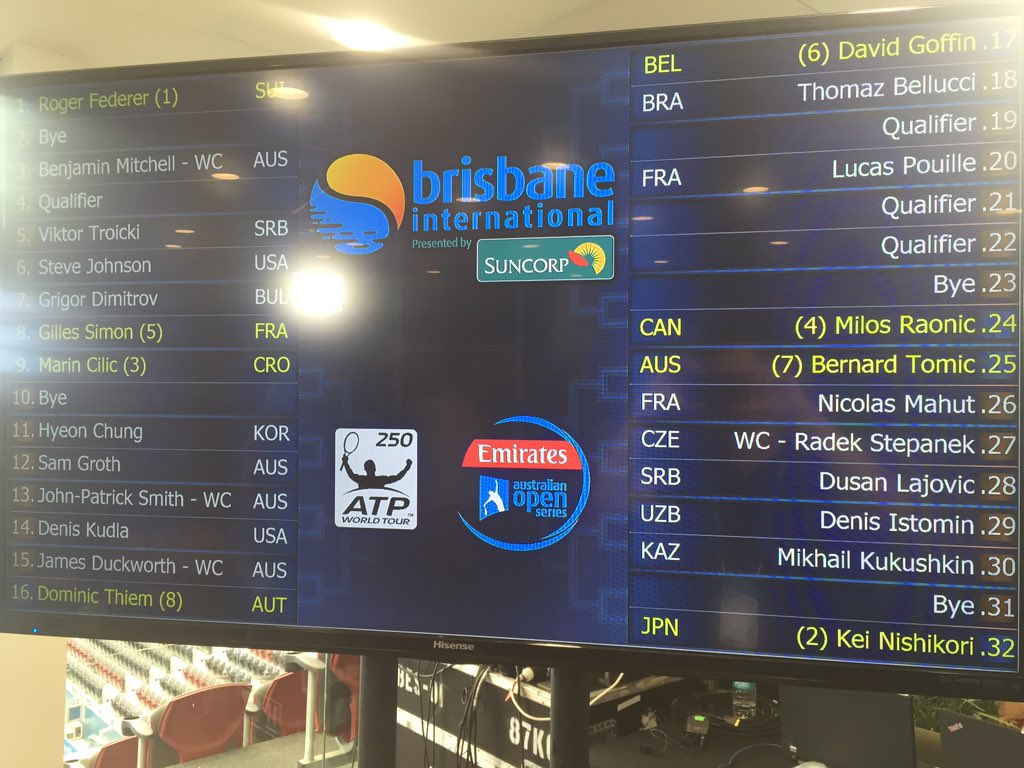 1. Roger Federer (1) SUI
2. Bye
3. Benjamin Mitchell - WC AUS
4. Qualifier
5. Viktor Troicki SRB
6. Steve Johnson USA
7. Grigor Dimitrov BUL
8. Gilles Simon (5) FRA
9. Marin Cilic (3) CRO
10. Bye
11. Hyeon Chung KOR
12. Sam Groth AUS
13. John-Patrick Smith - WC AUS
14. Denis Kudla USA
15. James Duckworth - WC AUS
16. Dominic Thiem (8) AUT
brisbane
international
Presented by
SUNCORP
250
ATP
WORLD TOUR
Emirates
australian
open
series
BEL (6) David Goffin .17
BRA Thomaz Bellucci .18
Qualifier .19
FRA Lucas Pouille .20
Qualifier .21
Qualifier .22
Bye .23
CAN (4) Milos Raonic .24
AUS (7) Bernard Tomic .25
FRA Nicolas Mahut .26
CZE WC - Radek Stepanek .27
SRB Dusan Lajovic .28
UZB Denis Istomin .29
KAZ Mikhail Kukushkin .30
Bye .31
JPN (2) Kei Nishikori .32
Hisense